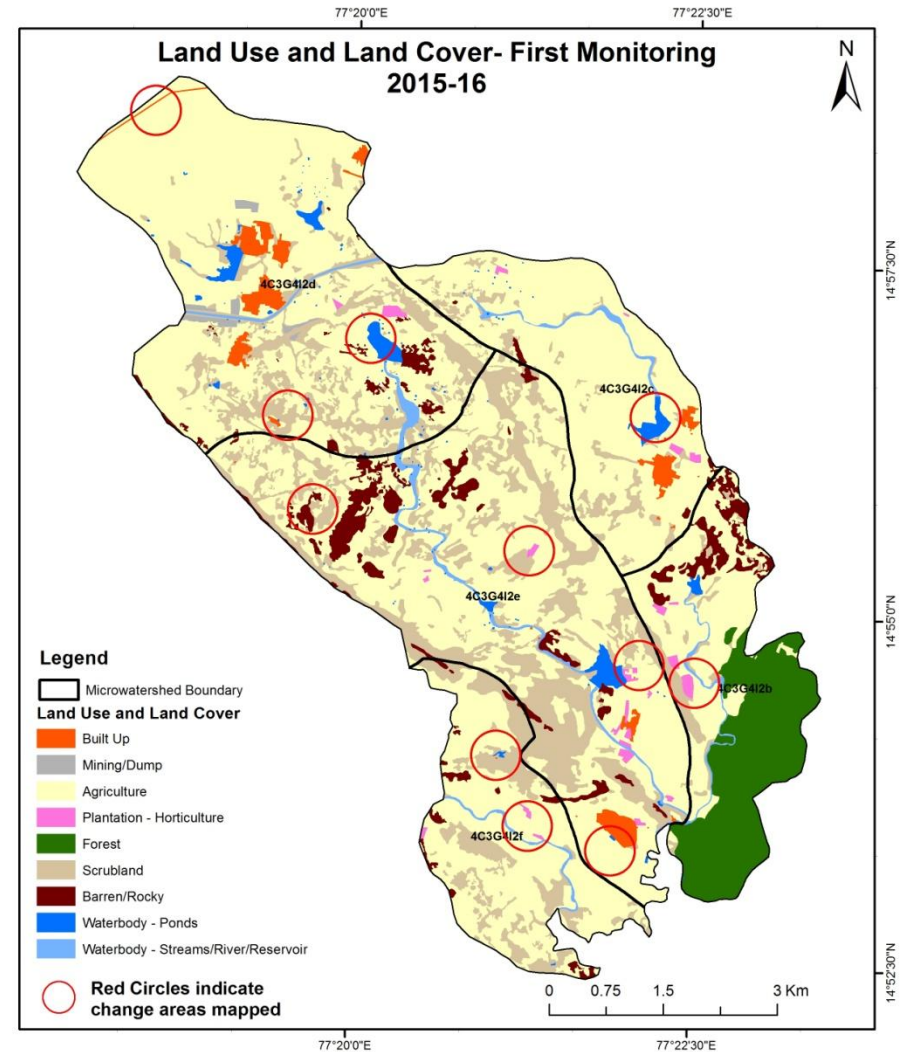 77°20'0"E
77°22'30"E
Land Use and Land Cover- First Monitoring
2015-16
N
14°57'30"N
4C3G4I2d
4C3G4I2c
14°55'0"N
4C3G4I2e
4C3G4I2b
4C3G4I2f
Legend
Microwatershed Boundary
Land Use and Land Cover
Built Up
Mining/Dump
Agriculture
Plantation - Horticulture
Forest
Scrubland
Barren/Rocky
Waterbody - Ponds
Waterbody - Streams/River/Reservoir
Red Circles indicate
change areas mapped
0 0.75 1.5 3 Km
14°52'30"N
77°20'0"E
77°22'30"E